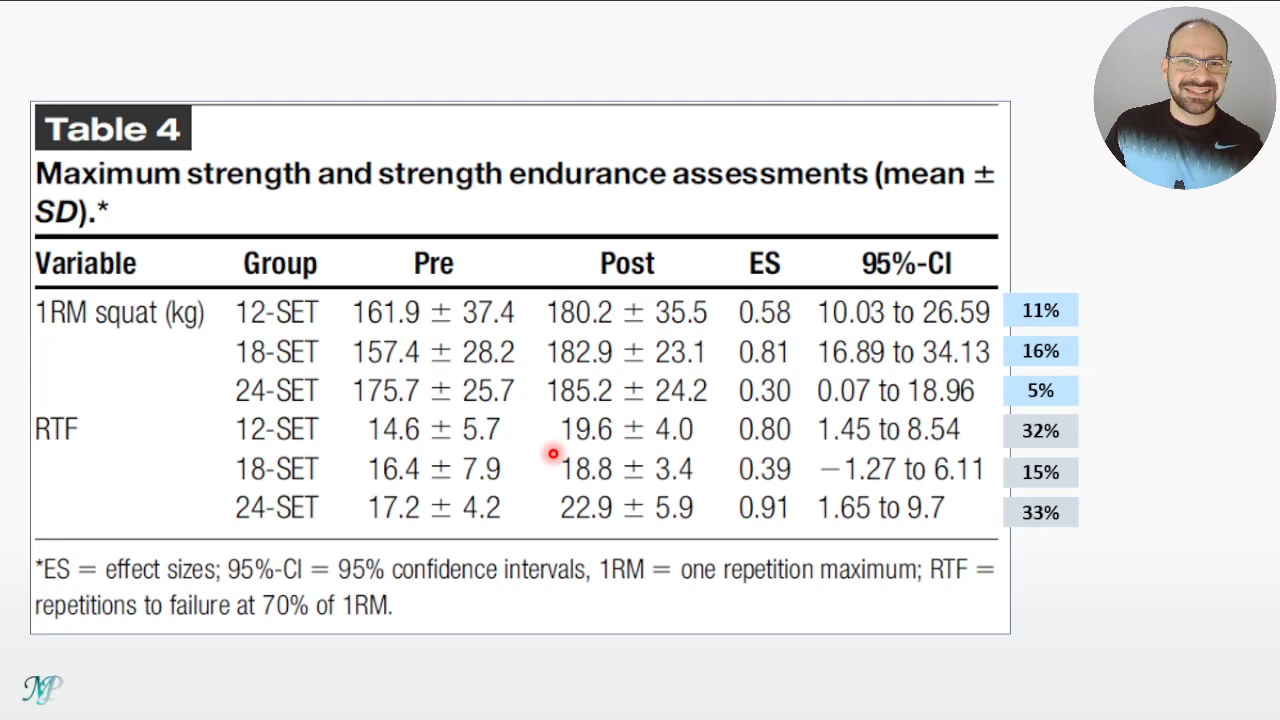 Table 4
Maximum strength and strength endurance assessments (mean ±
SD).*
Variable Group Pre Post ES 95%-CI
1RM squat (kg) 12-SET 161.9 ± 37.4 180.2 ± 35.5 0.58 10.03 to 26.59 11%
18-SET 157.4 ± 28.2 182.9 ± 23.1 0.81 16.89 to 34.13 16%
24-SET 175.7 ± 25.7 185.2 ± 24.2 0.30 0.07 to 18.96 5%
RTF 12-SET 14.6 ± 5.7 19.6 ± 4.0 0.80 1.45 to 8.54 32%
18-SET 16.4 ± 7.9 18.8 ± 3.4 0.39 −1.27 to 6.11 15%
24-SET 17.2 ± 4.2 22.9 ± 5.9 0.91 1.65 to 9.7 33%
*ES = effect sizes; 95%-CI = 95% confidence intervals, 1RM = one repetition maximum; RTF =
repetitions to failure at 70% of 1RM.
MP